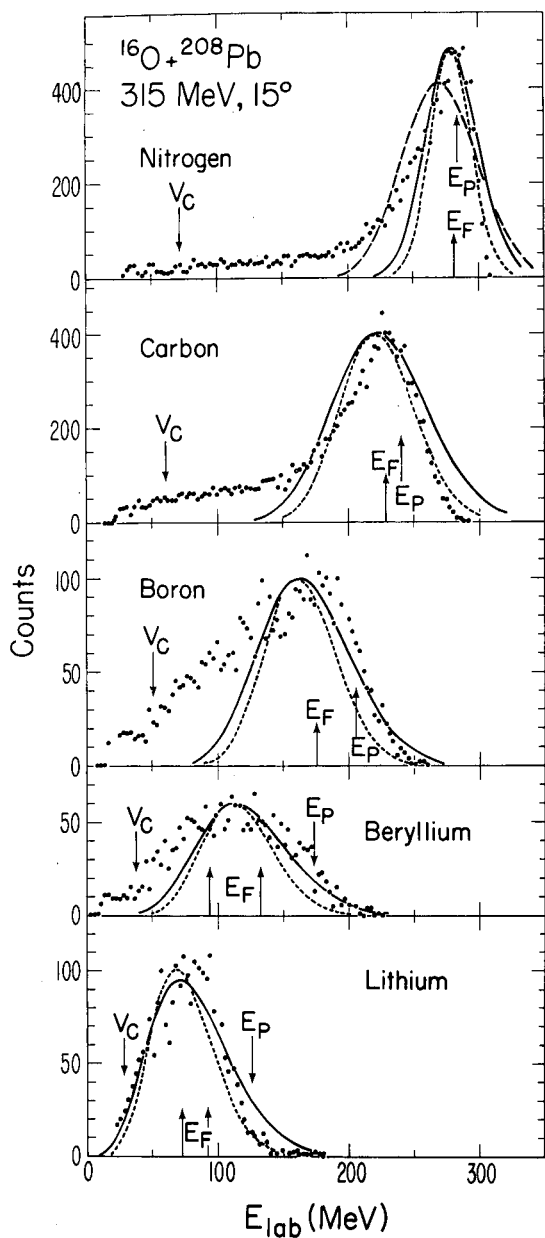 ¹⁶O + ²⁰⁸Pb
315 MeV, 15°
Nitrogen
V_C
E_P
E_F
400
200
0
Carbon
V_C
E_F
E_P
400
200
0
Boron
V_C
E_F
E_P
100
50
0
Beryllium
V_C
E_F
E_P
50
0
Lithium
V_C
E_F
E_P
100
50
0
0 100 200 300
Counts
E_lab (MeV)